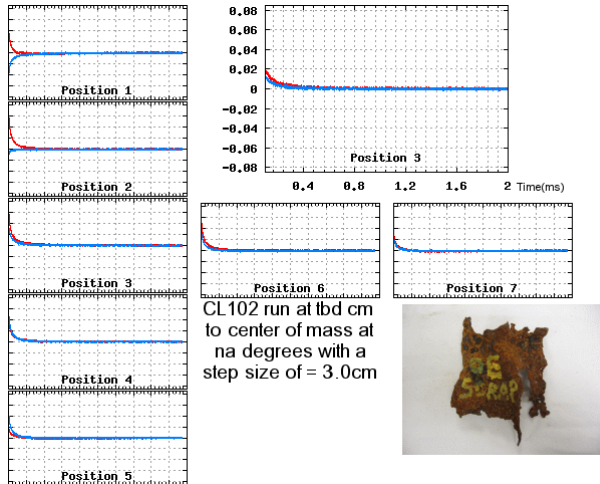 Position 1
Position 2
Position 3
Position 4
Position 5
0.08
0.06
0.04
0.02
0
-0.02
-0.04
-0.06
-0.08
Position 3
0.4
0.8
1.2
1.6
2
Time(ms)
Position 6
Position 7
CL102 run at tbd cm
to center of mass at
na degrees with a
step size of = 3.0cm
SCRAP